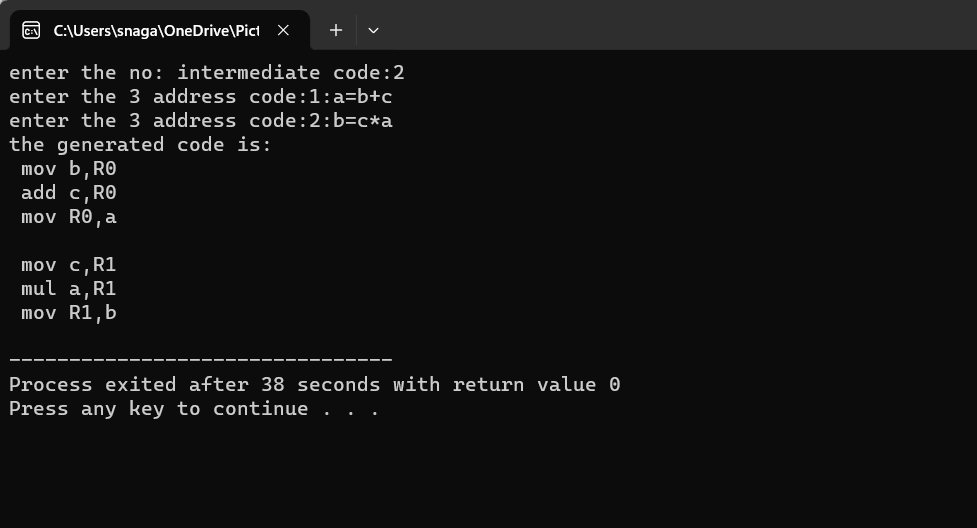 C:\Users\snaga\OneDrive\Pict
enter the no: intermediate code:2
enter the 3 address code:1:a=b+c
enter the 3 address code:2:b=c*a
the generated code is:
 mov b,R0
 add c,R0
 mov R0,a

 mov c,R1
 mul a,R1
 mov R1,b

--------------------------------
Process exited after 38 seconds with return value 0
Press any key to continue . . .